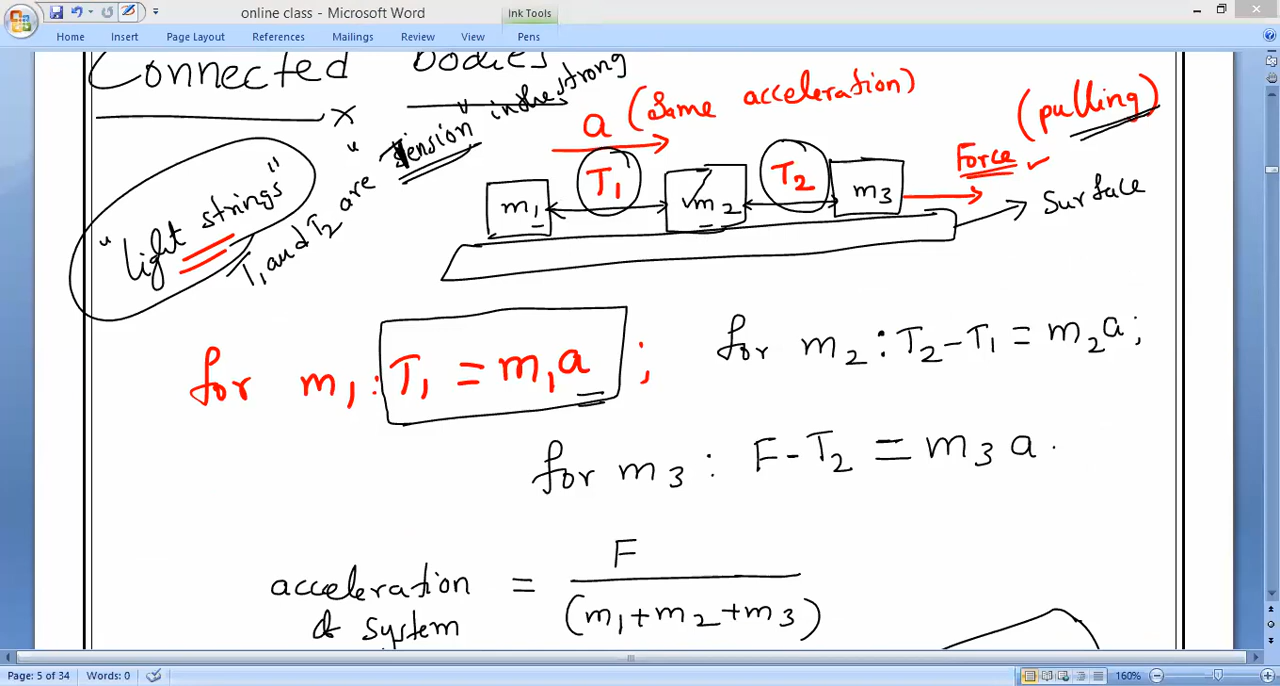 online class - Microsoft Word
Ink Tools
Home Insert Page Layout References Mailings Review View Pens
Connected bodies
a (Same acceleration)
(pulling)
Force
T1
T2
m1
m2
m3
Surface
"light strings"
T1 and T2 are "Tension" in the strong
for m1 : T1 = m1a ;
for m2 : T2-T1 = m2a ;
for m3 : F-T2 = m3 a .
acceleration of system = F / (m1+m2+m3)
Page: 5 of 34 Words: 0 160%